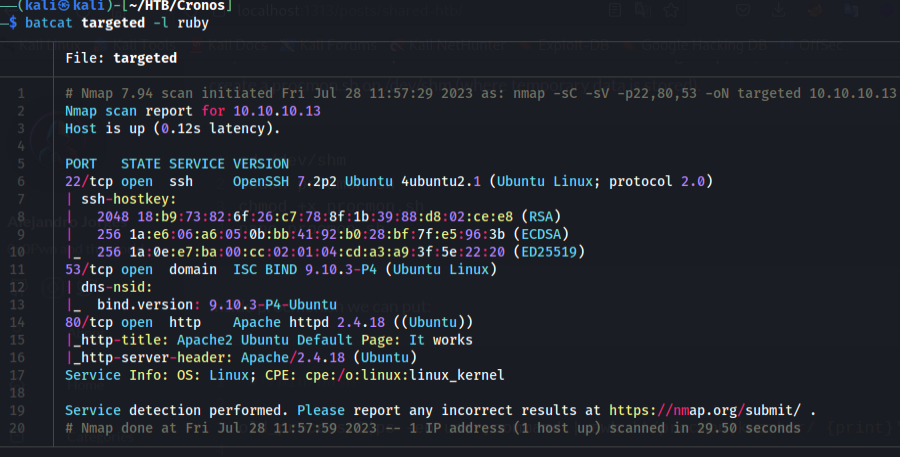 (kali㉿kali)-[~/HTB/Cronos]
$ batcat targeted -l ruby
File: targeted
1 # Nmap 7.94 scan initiated Fri Jul 28 11:57:29 2023 as: nmap -sC -sV -p22,80,53 -oN targeted 10.10.10.13
2 Nmap scan report for 10.10.10.13
3 Host is up (0.12s latency).
4
5 PORT   STATE SERVICE VERSION
6 22/tcp open  ssh     OpenSSH 7.2p2 Ubuntu 4ubuntu2.1 (Ubuntu Linux; protocol 2.0)
7 | ssh-hostkey:
8 |   2048 18:b9:73:82:6f:26:c7:78:8f:1b:39:88:d8:02:ce:e8 (RSA)
9 |   256 1a:e6:06:a6:05:0b:bb:41:92:b0:28:bf:7f:e5:96:3b (ECDSA)
10 |_  256 1a:0e:e7:ba:00:cc:02:01:04:cd:a3:a9:3f:5e:22:20 (ED25519)
11 53/tcp open  domain  ISC BIND 9.10.3-P4 (Ubuntu Linux)
12 | dns-nsid:
13 |_  bind.version: 9.10.3-P4-Ubuntu
14 80/tcp open  http    Apache httpd 2.4.18 ((Ubuntu))
15 |_http-title: Apache2 Ubuntu Default Page: It works
16 |_http-server-header: Apache/2.4.18 (Ubuntu)
17 Service Info: OS: Linux; CPE: cpe:/o:linux:linux_kernel
18
19 Service detection performed. Please report any incorrect results at https://nmap.org/submit/ .
20 # Nmap done at Fri Jul 28 11:57:59 2023 -- 1 IP address (1 host up) scanned in 29.50 seconds